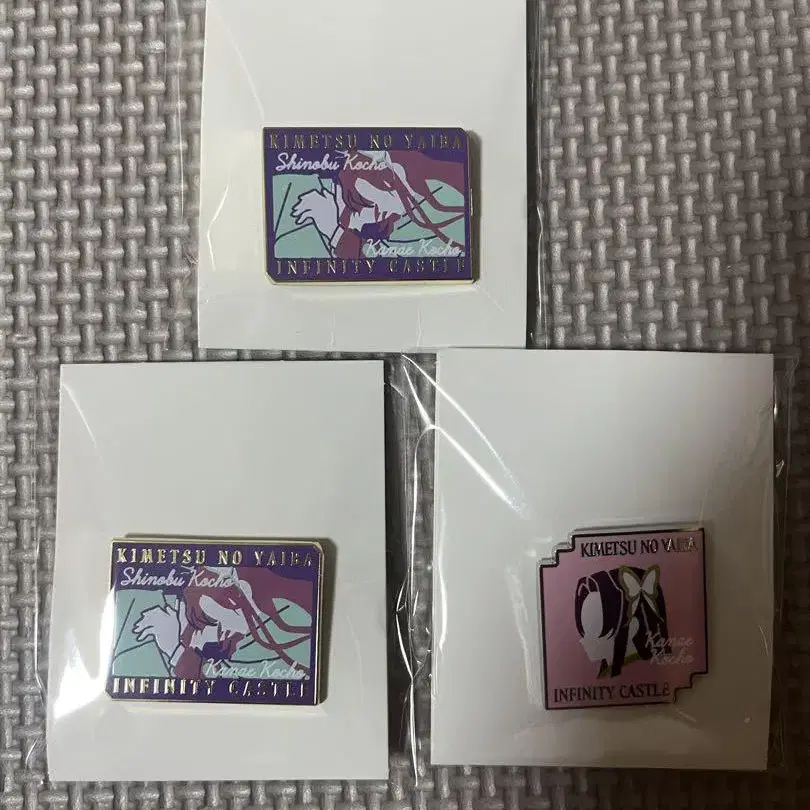 KIMETSU NO YAIBA
Shinobu Kocho
Kanae Kocho
INFINITY CASTLE
KIMETSU NO YAIBA
Shinobu Kocho
Kanae Kocho
INFINITY CASTLE
KIMETSU NO YAIBA
Kanae
Kocho
INFINITY CASTLE